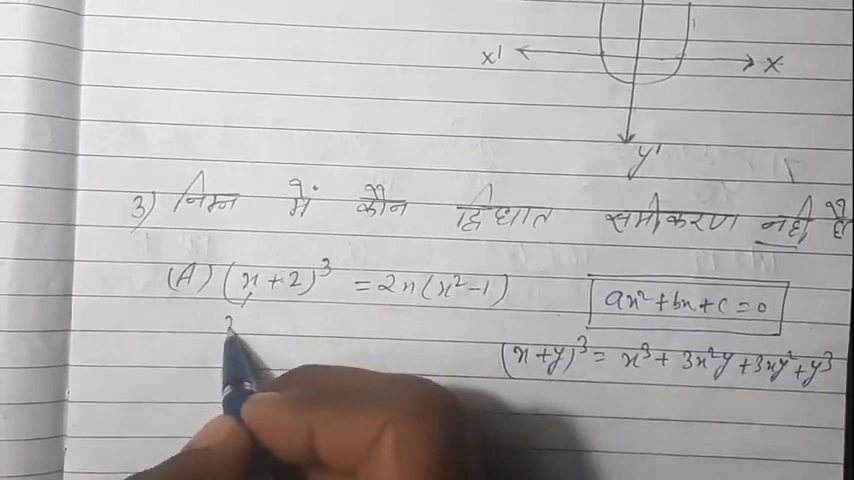 x' x
y'
3) निम्न में कौन द्विघात समीकरण नहीं है
(A) (x+2)³ = 2x(x²-1)
ax²+bx+c=0
(x+y)³ = x³+3x²y+3xy²+y³